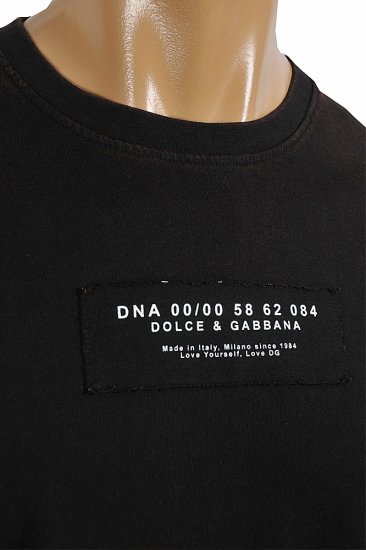 DNA 00/00 58 62 084
DOLCE & GABBANA
Made in Italy, Milano since 1984
Love Yourself, Love DG